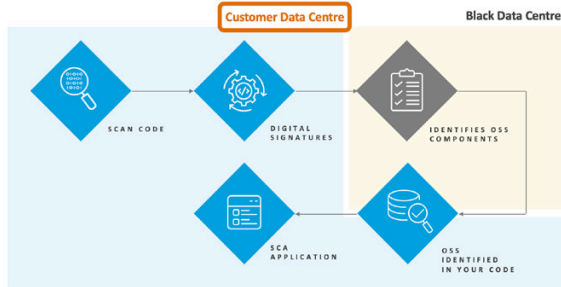 Customer Data Centre
Black Data Centre
SCAN CODE
DIGITAL
SIGNATURES
IDENTIFIES OSS
COMPONENTS
SCA
APPLICATION
OSS
IDENTIFIED
IN YOUR CODE